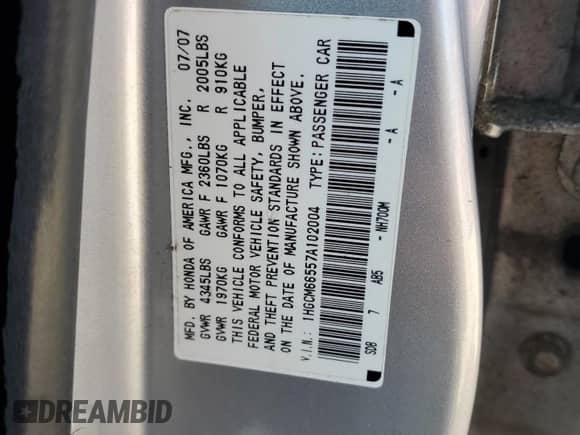 MFD. BY HONDA OF AMERICA MFG., INC. 07/07
GVWR 4345LBS GAWR F 2360LBS R 2005LBS
GVWR 1970KG GAWR F 1070KG R 910KG
THIS VEHICLE CONFORMS TO ALL APPLICABLE
FEDERAL MOTOR VEHICLE SAFETY, BUMPER,
AND THEFT PREVENTION STANDARDS IN EFFECT
ON THE DATE OF MANUFACTURE SHOWN ABOVE.
V.I.N.: 1HGCM66557A102004 TYPE: PASSENGER CAR
SDB 7 AB5 - NH700M -A -A
DREAMBID